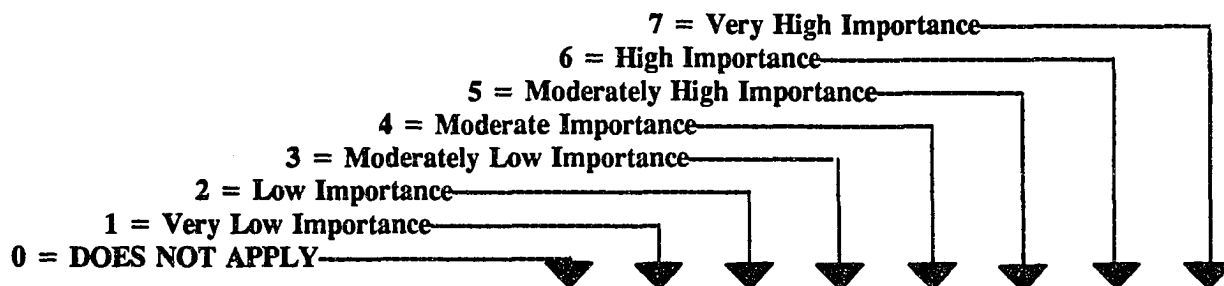 7 = Very High Importance
6 = High Importance
5 = Moderately High Importance
4 = Moderate Importance
3 = Moderately Low Importance
2 = Low Importance
1 = Very Low Importance
0 = DOES NOT APPLY